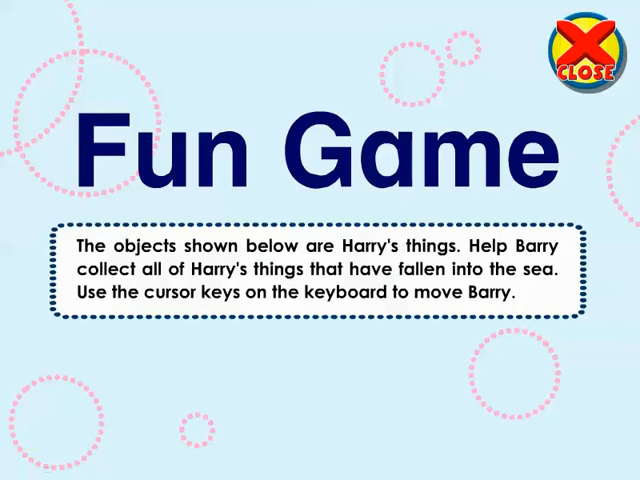 CLOSE
Fun Game
The objects shown below are Harry's things. Help Barry
collect all of Harry's things that have fallen into the sea.
Use the cursor keys on the keyboard to move Barry.